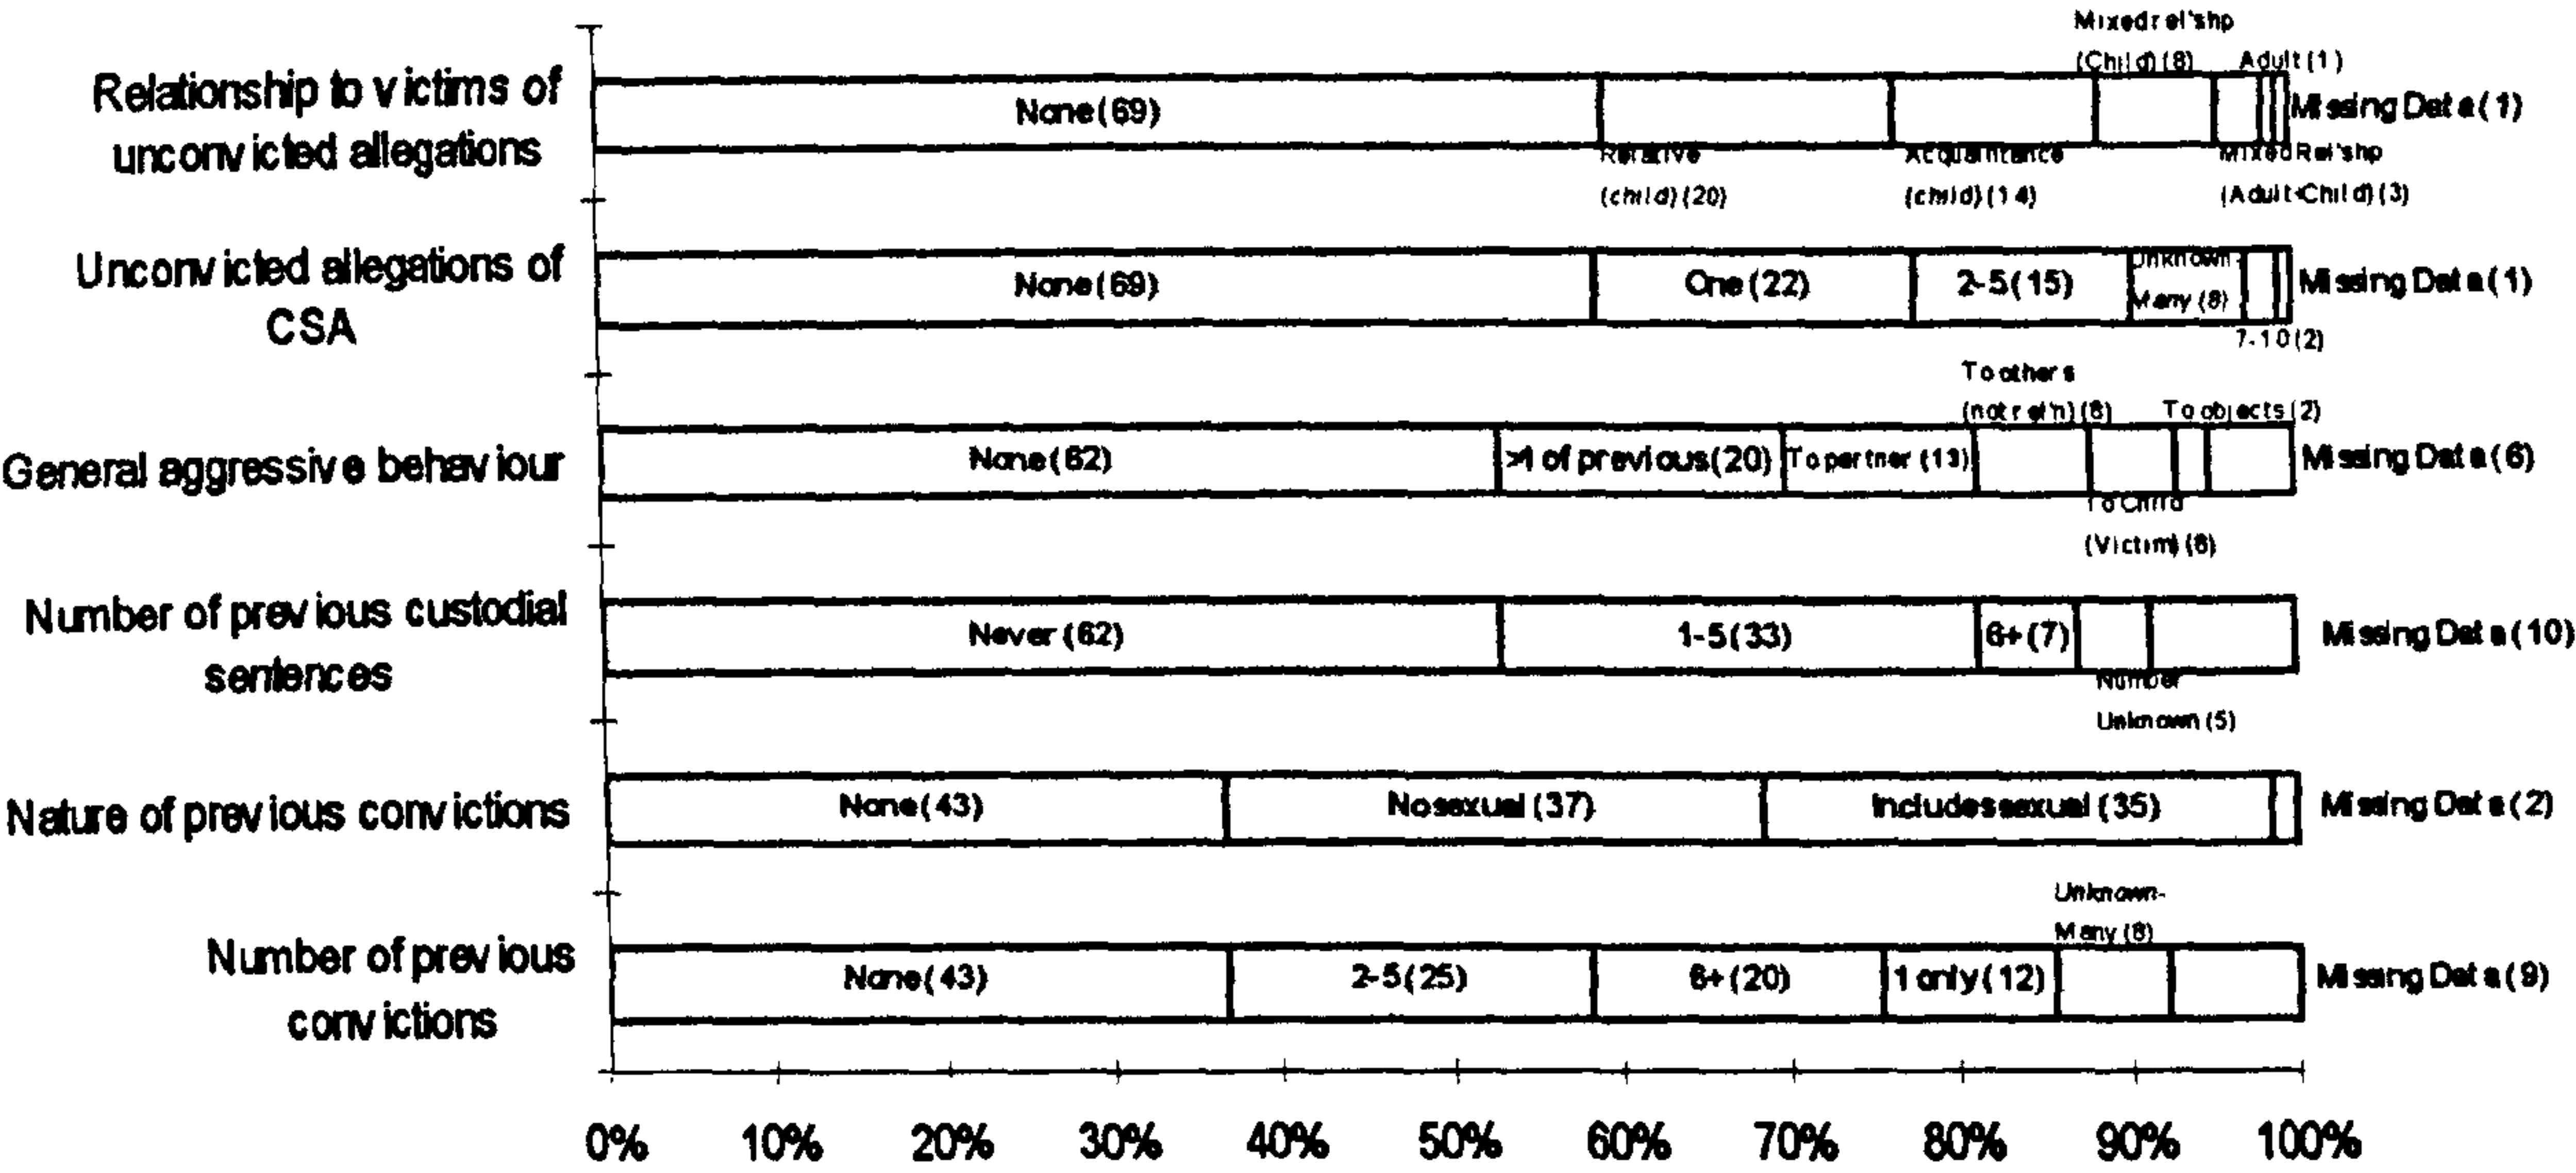 Mixed rel'shp
(Child) (8) Adult (1)
Relationship to victims of
unconvicted allegations
None (69)
Missing Data (1)
Relative
(child) (20)
Acquaintance
(child) (14)
Mixed Rel'shp
(Adult+Child) (3)
Unconvicted allegations of
CSA
None (69) One (22) 2-5 (15)
Unknown-
Many (8)
Missing Data (1)
7-10 (2)
To others
(not rel'n) (8) To objects (2)
General aggressive behaviour
None (62) >1 of previous (20) To partner (13)
Missing Data (6)
To Child
(Victim) (6)
Number of previous custodial
sentences
Never (62) 1-5 (33) 6+ (7) Missing Data (10)
Number
Unknown (5)
Nature of previous convictions
None (43) No sexual (37) Includes sexual (35) Missing Data (2)
Unknown-
Many (8)
Number of previous
convictions
None (43) 2-5 (25) 6+ (20) 1 only (12) Missing Data (9)
0% 10% 20% 30% 40% 50% 60% 70% 80% 90% 100%